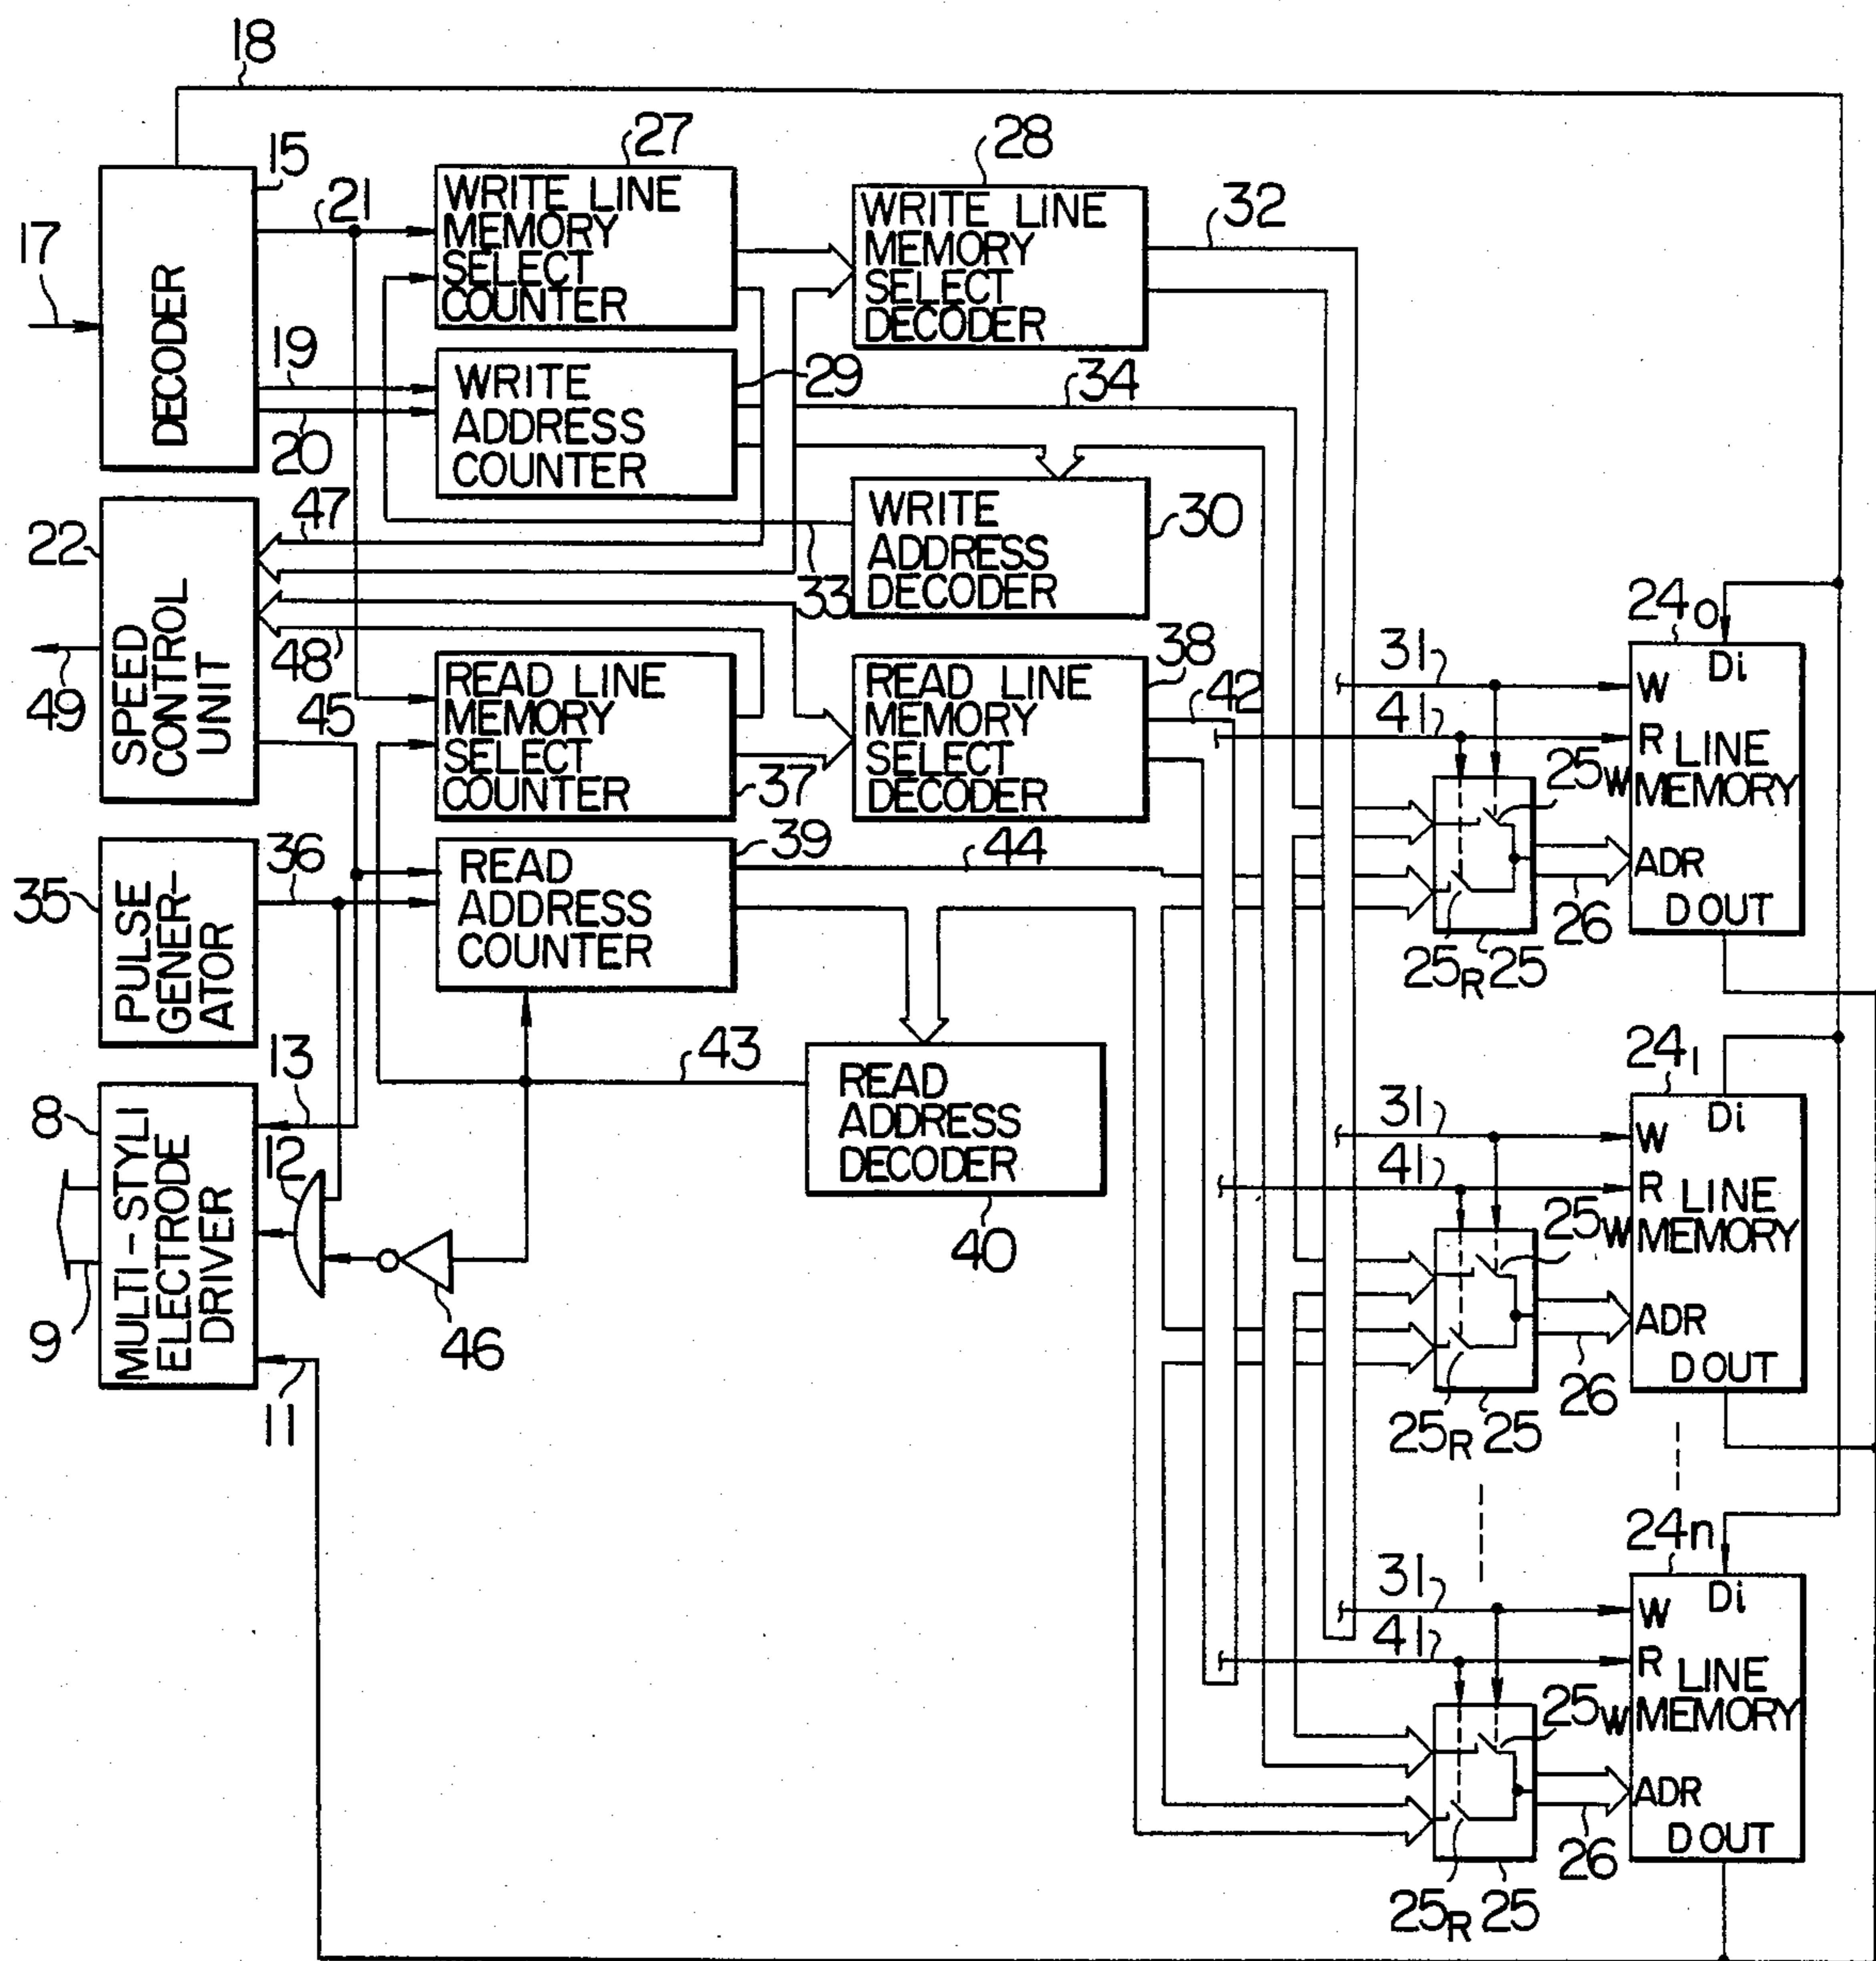 18
15
17
DECODER
21
19
20
27
WRITE LINE
MEMORY
SELECT
COUNTER
28
WRITE LINE
MEMORY
SELECT
DECODER
32
29
WRITE
ADDRESS
COUNTER
34
47
22
SPEED
CONTROL
UNIT
49
48
45
33
WRITE
ADDRESS
DECODER
30
READ LINE
MEMORY
SELECT
COUNTER
37
38
READ LINE
MEMORY
SELECT
DECODER
42
35
PULSE
GENER-
ATOR
36
READ
ADDRESS
COUNTER
39
44
13
43
READ
ADDRESS
DECODER
40
8
MULTI-STYLI
ELECTRODE
DRIVER
12
9
46
11
24O
Di
31
W
41
R LINE
MEMORY
25W
ADR
D OUT
26
25R 25
241
Di
31
W
41
R LINE
MEMORY
25W
ADR
D OUT
26
25R 25
24n
Di
31
W
41
R LINE
MEMORY
25W
ADR
D OUT
26
25R 25